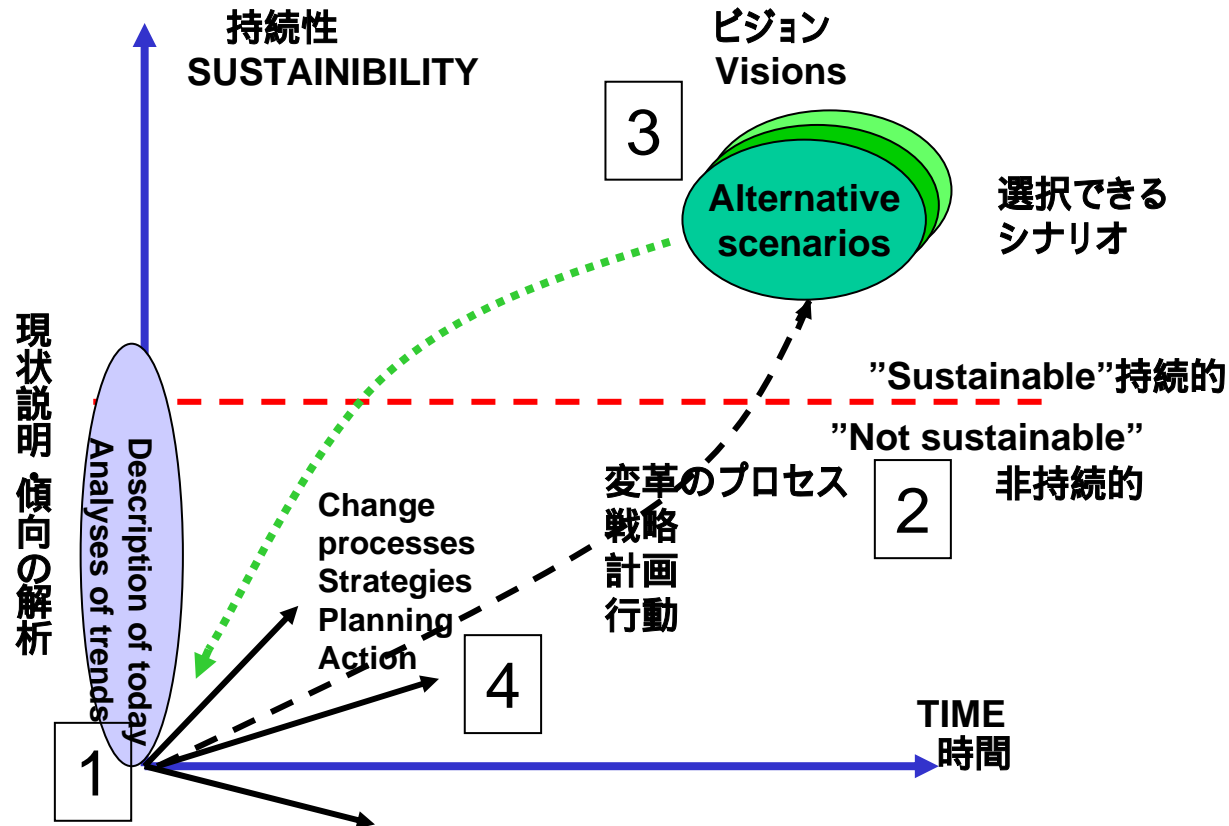 持続性
SUSTAINIBILITY
ビジョン
Visions
3
Alternative
scenarios
選択できる
シナリオ
現状説明・傾向の解析
Description of today
Analyses of trends
”Sustainable”持続的
”Not sustainable”
非持続的
2
変革のプロセス
戦略
計画
行動
Change
processes
Strategies
Planning
Action
4
1
TIME
時間